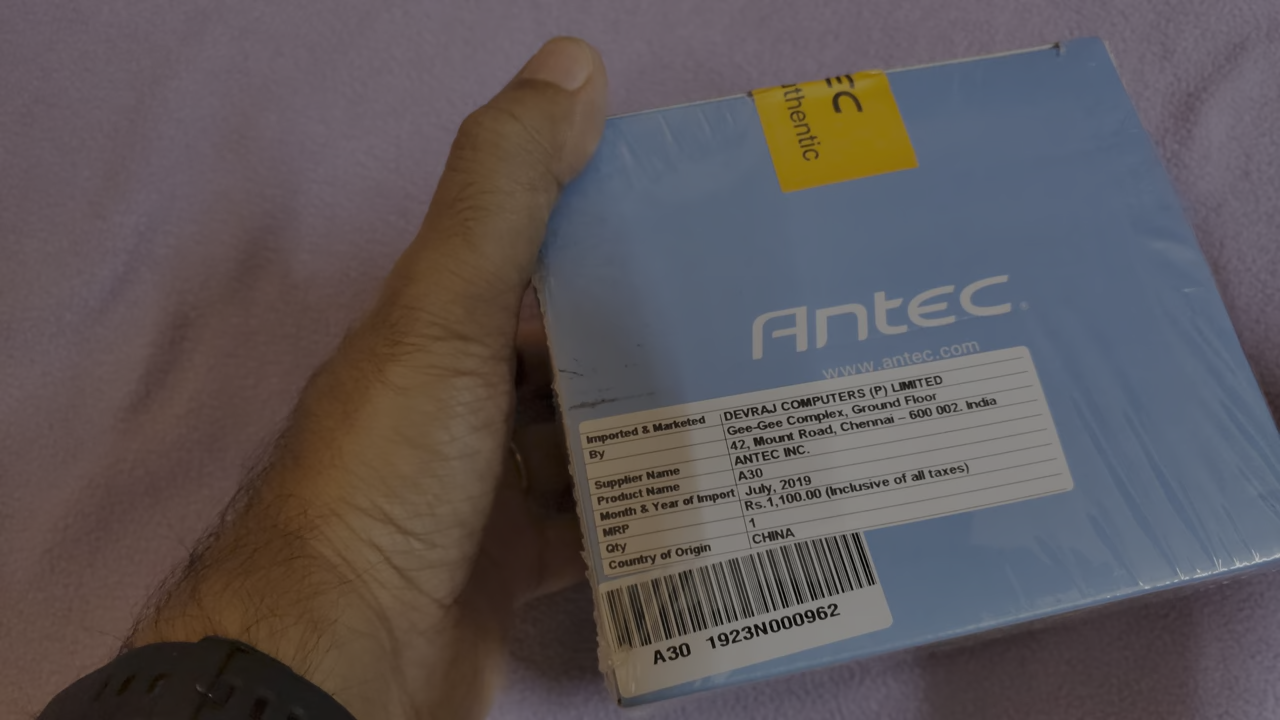 EC
uthentic
Antec
www.antec.com
Imported & Marketed By DEVRAJ COMPUTERS (P) LIMITED
Gee-Gee Complex, Ground Floor
42, Mount Road, Chennai – 600 002. India
Supplier Name ANTEC INC.
Product Name A30
Month & Year of Import July, 2019
MRP Rs.1,100.00 (Inclusive of all taxes)
Qty 1
Country of Origin CHINA
A30 1923N000962